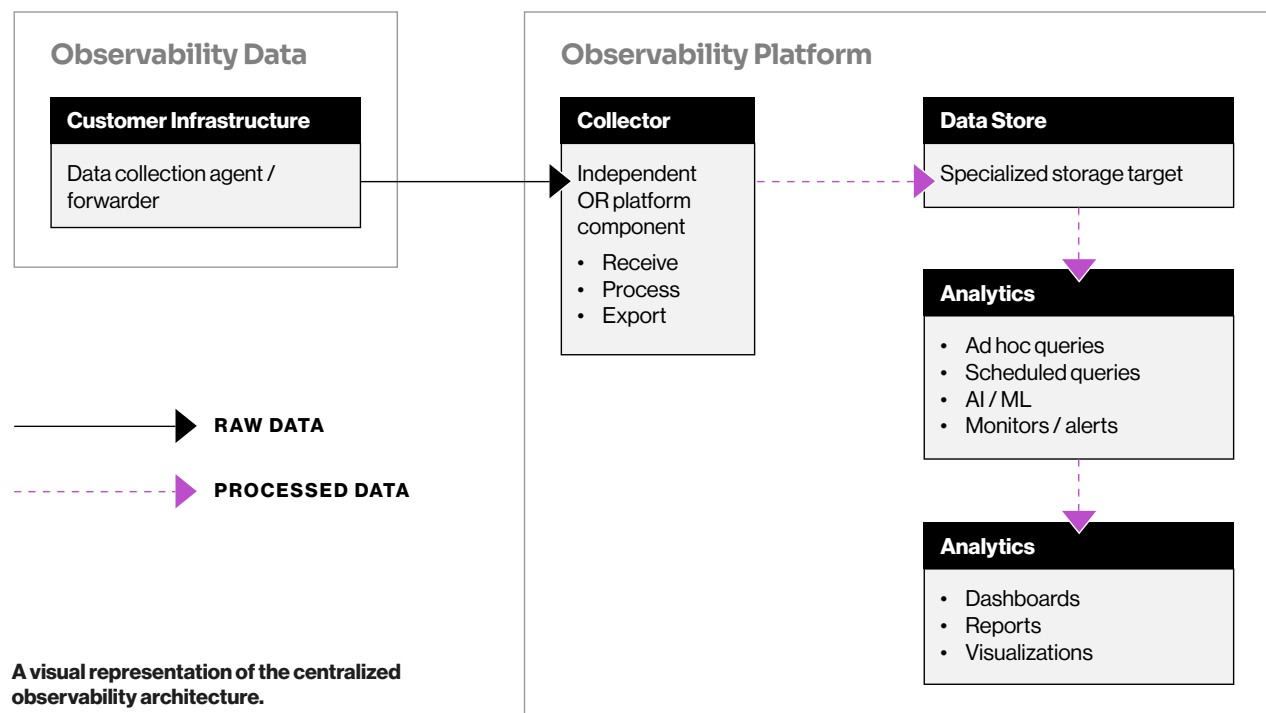 Observability Data
Customer Infrastructure
Data collection agent /
forwarder
Observability Platform
Collector
Independent
OR platform
component
• Receive
• Process
• Export
Data Store
Specialized storage target
Analytics
• Ad hoc queries
• Scheduled queries
• AI / ML
• Monitors / alerts
Analytics
• Dashboards
• Reports
• Visualizations
RAW DATA
PROCESSED DATA
A visual representation of the centralized
observability architecture.